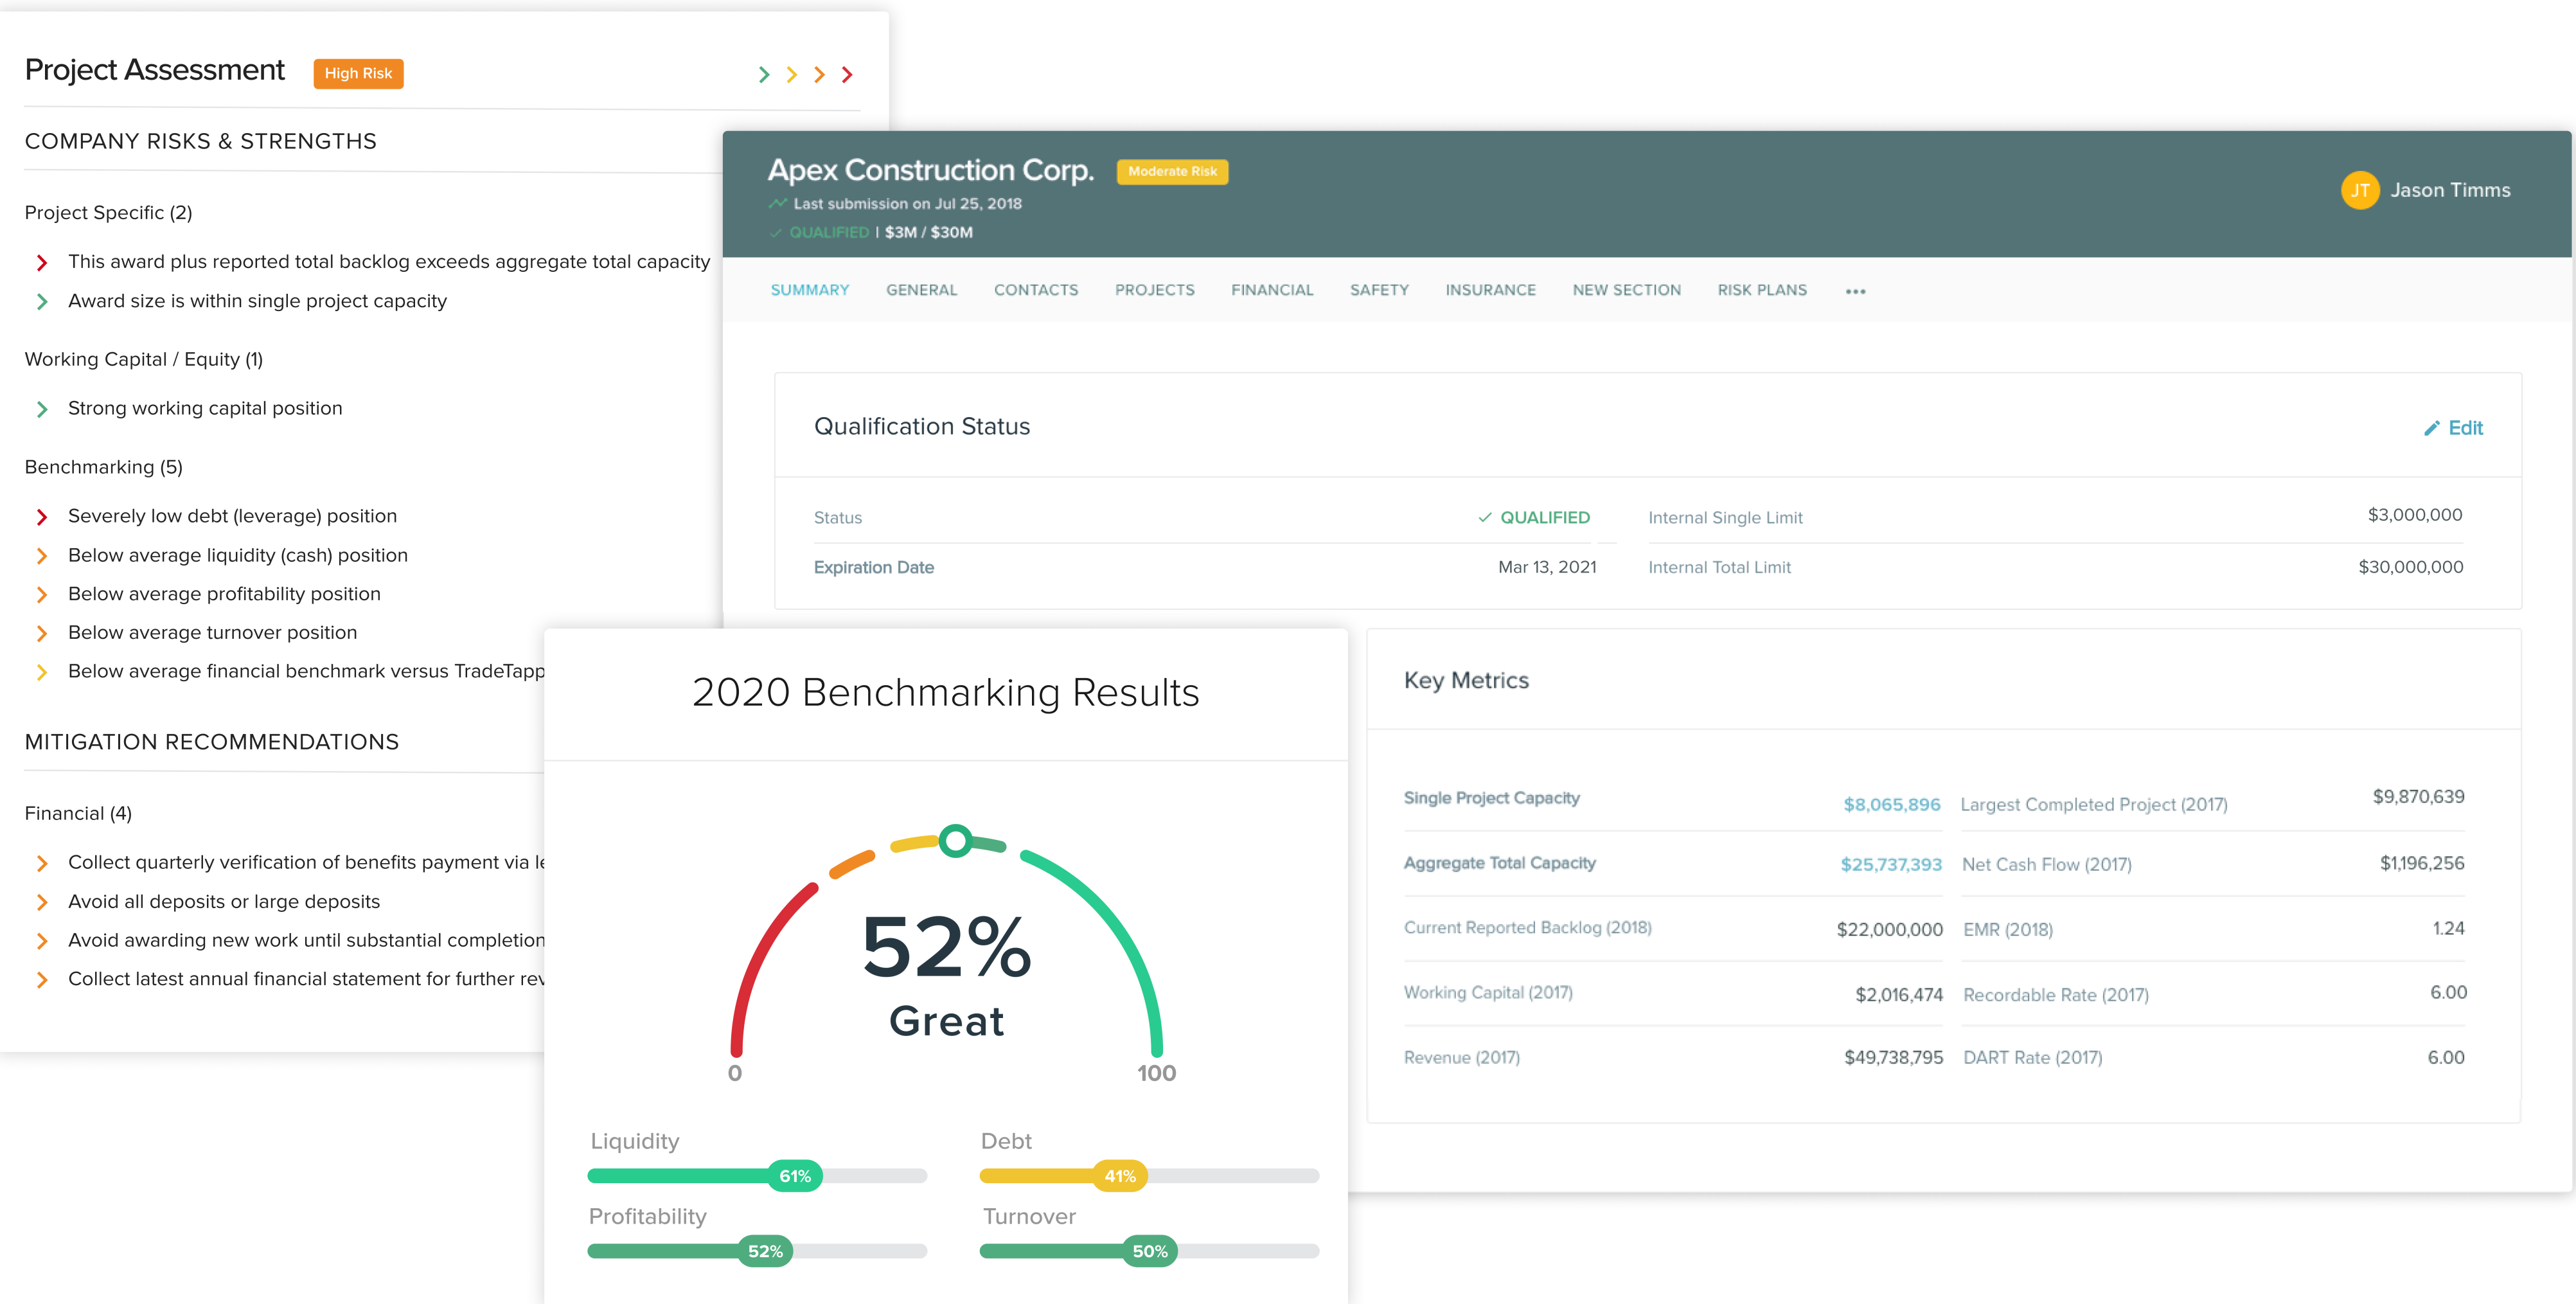 Project Assessment High Risk
COMPANY RISKS & STRENGTHS
Project Specific (2)
This award plus reported total backlog exceeds aggregate total capacity
Award size is within single project capacity
Working Capital / Equity (1)
Strong working capital position
Benchmarking (5)
Severely low debt (leverage) position
Below average liquidity (cash) position
Below average profitability position
Below average turnover position
Below average financial benchmark versus TradeTapp
MITIGATION RECOMMENDATIONS
Financial (4)
Collect quarterly verification of benefits payment via
Avoid all deposits or large deposits
Avoid awarding new work until substantial completion
Collect latest annual financial statement for further
Apex Construction Corp. Moderate Risk
Last submission on Jul 25, 2018
QUALIFIED | $3M / $30M
JT Jason Timms
SUMMARY GENERAL CONTACTS PROJECTS FINANCIAL SAFETY INSURANCE NEW SECTION RISK PLANS •••
Qualification Status Edit
Status QUALIFIED Internal Single Limit $3,000,000
Expiration Date Mar 13, 2021 Internal Total Limit $30,000,000
2020 Benchmarking Results
52%
Great
0 100
Liquidity Debt
61% 41%
Profitability Turnover
52% 50%
Key Metrics
Single Project Capacity $8,065,896 Largest Completed Project (2017) $9,870,639
Aggregate Total Capacity $25,737,393 Net Cash Flow (2017) $1,196,256
Current Reported Backlog (2018) $22,000,000 EMR (2018) 1.24
Working Capital (2017) $2,016,474 Recordable Rate (2017) 6.00
Revenue (2017) $49,738,795 DART Rate (2017) 6.00